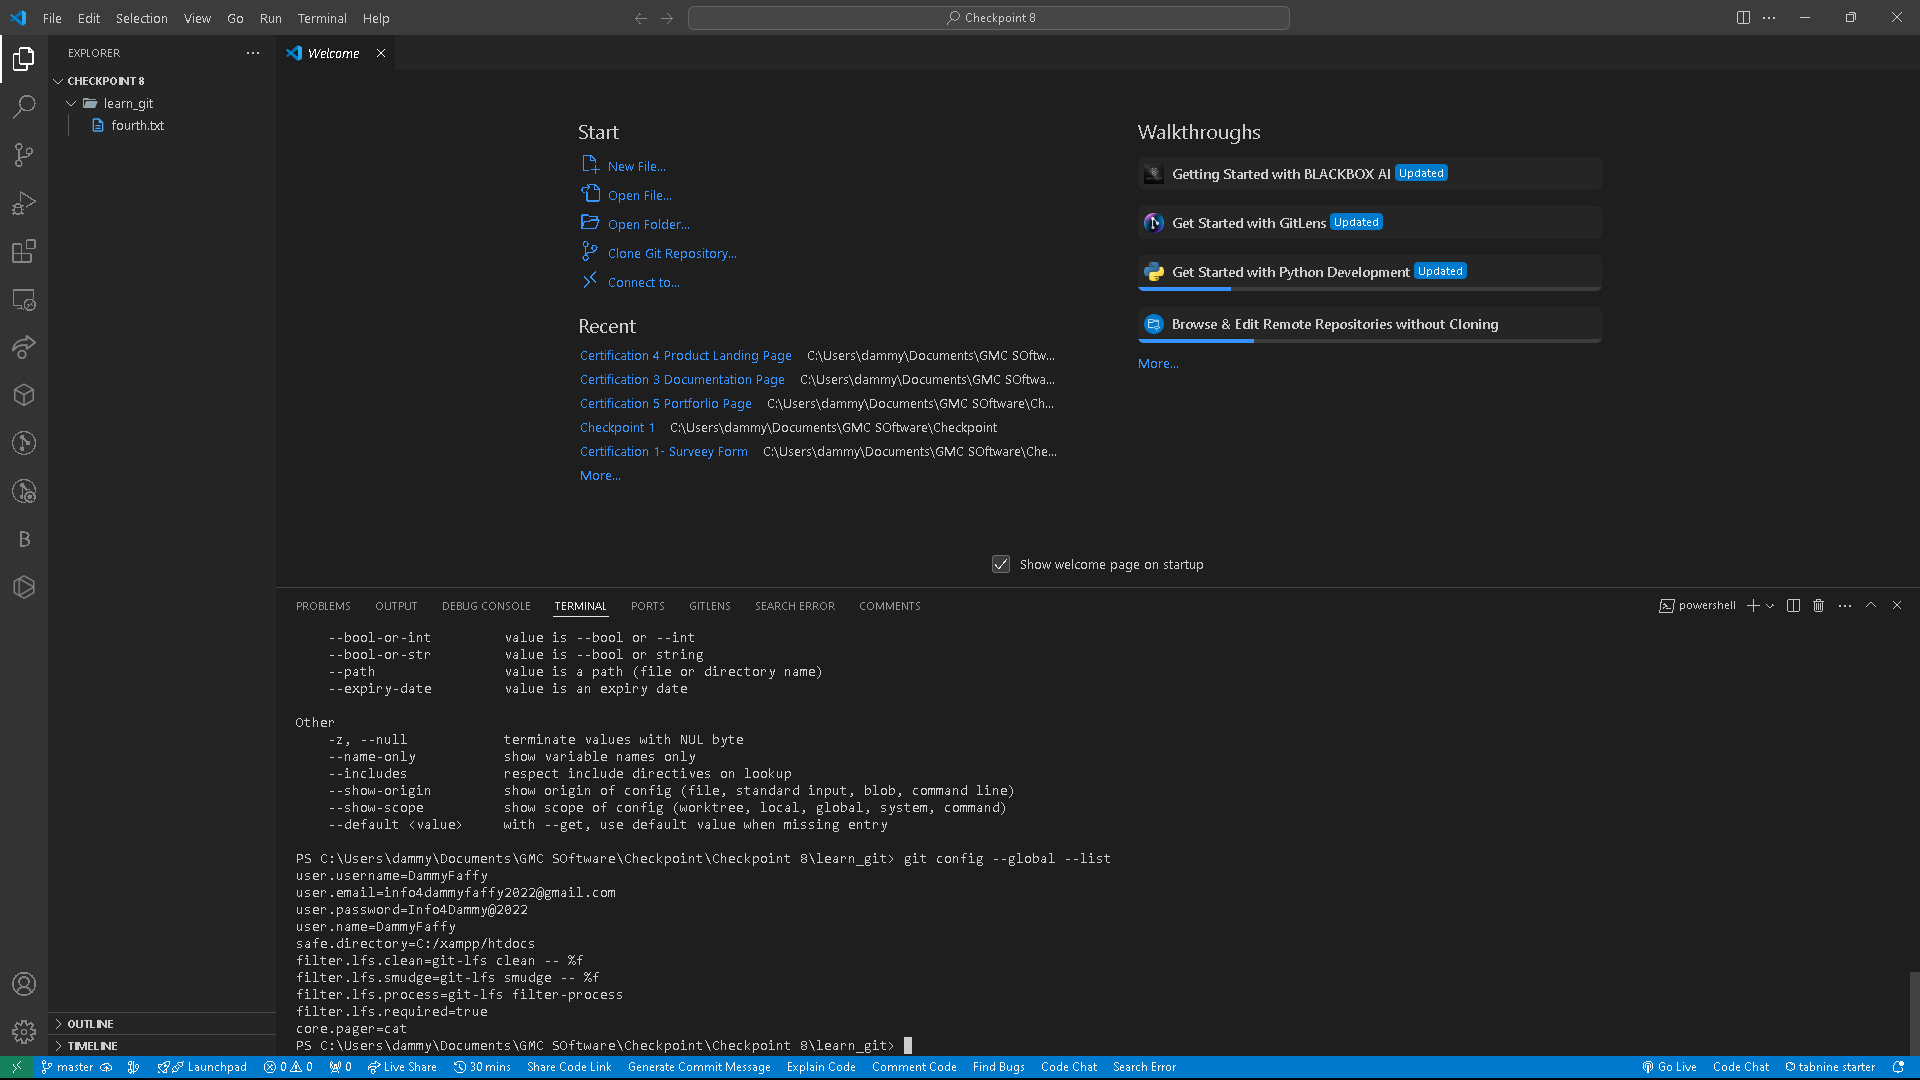 File Edit Selection View Go Run Terminal Help
Checkpoint 8
EXPLORER
CHECKPOINT 8
learn_git
fourth.txt
OUTLINE
TIMELINE
Welcome
Start
New File...
Open File...
Open Folder...
Clone Git Repository...
Connect to...
Recent
Certification 4 Product Landing Page C:\Users\dammy\Documents\GMC SOftw...
Certification 3 Documentation Page C:\Users\dammy\Documents\GMC SOftwa...
Certification 5 Portforlio Page C:\Users\dammy\Documents\GMC SOftware\Ch...
Checkpoint 1 C:\Users\dammy\Documents\GMC SOftware\Checkpoint
Certification 1- Surveey Form C:\Users\dammy\Documents\GMC SOftware\Che...
More...
Walkthroughs
Getting Started with BLACKBOX AI Updated
Get Started with GitLens Updated
Get Started with Python Development Updated
Browse & Edit Remote Repositories without Cloning
More...
Show welcome page on startup
PROBLEMS OUTPUT DEBUG CONSOLE TERMINAL PORTS GITLENS SEARCH ERROR COMMENTS
powershell
--bool-or-int value is --bool or --int
--bool-or-str value is --bool or string
--path value is a path (file or directory name)
--expiry-date value is an expiry date
Other
-z, --null terminate values with NUL byte
--name-only show variable names only
--includes respect include directives on lookup
--show-origin show origin of config (file, standard input, blob, command line)
--show-scope show scope of config (worktree, local, global, system, command)
--default <value> with --get, use default value when missing entry
PS C:\Users\dammy\Documents\GMC SOftware\Checkpoint\Checkpoint 8\learn_git> git config --global --list
user.username=DammyFaffy
user.email=info4dammyfaffy2022@gmail.com
user.password=Info4Dammy@2022
user.name=DammyFaffy
safe.directory=C:/xampp/htdocs
filter.lfs.clean=git-lfs clean -- %f
filter.lfs.smudge=git-lfs smudge -- %f
filter.lfs.process=git-lfs filter-process
filter.lfs.required=true
core.pager=cat
PS C:\Users\dammy\Documents\GMC SOftware\Checkpoint\Checkpoint 8\learn_git>
master Launchpad 0 0 0 Live Share 30 mins Share Code Link Generate Commit Message Explain Code Comment Code Find Bugs Code Chat Search Error Go Live Code Chat tabnine starter